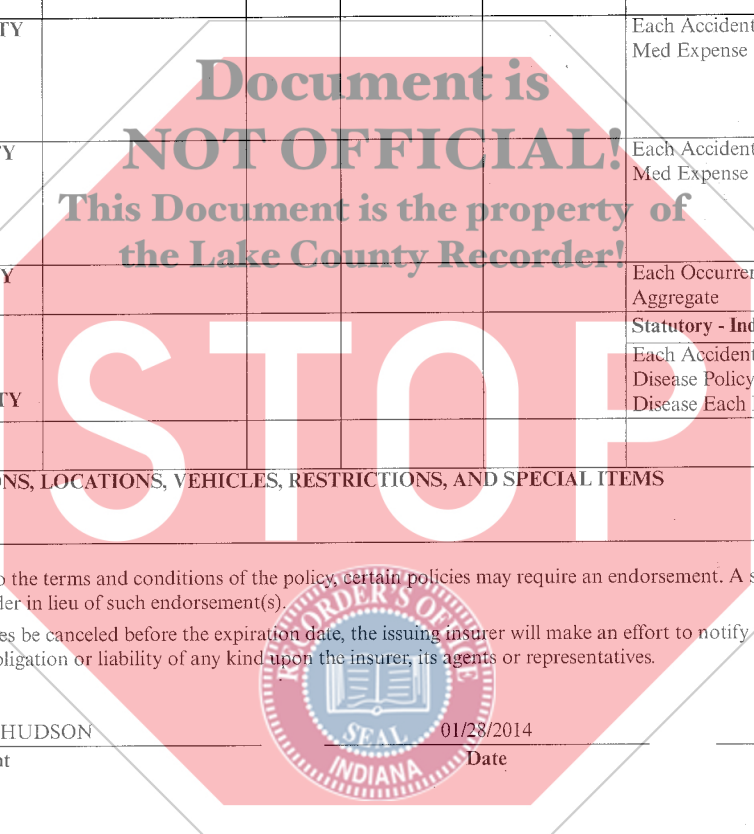 TY
Each Accident
Med Expense
Document is
NOT OFFICIAL!
Y
Each Accident
Med Expense
This Document is the property of
the Lake County Recorder!
Y
Each Occurren
Aggregate
Statutory - Ind
STOP
Each Accident
Disease Policy
TY
Disease Each
ONS, LOCATIONS, VEHICLES, RESTRICTIONS, AND SPECIAL ITEMS
o the terms and conditions of the policy, certain policies may require an endorsement. A s
der in lieu of such endorsement(s).
es be canceled before the expiration date, the issuing insurer will make an effort to notify
bligation or liability of any kind upon the insurer, its agents or representatives.
RECORDER'S OFFICE
SEAL
INDIANA
HUDSON
01/28/2014
nt
Date